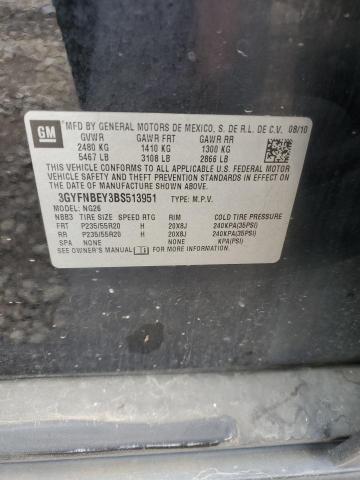 GM
MFD BY GENERAL MOTORS DE MEXICO, S. DE R.L. DE C.V. 08/10
GVWR GAWR FRT GAWR RR
2480 KG 1410 KG 1300 KG
5467 LB 3108 LB 2866 LB
THIS VEHICLE CONFORMS TO ALL APPLICABLE U.S.
FEDERAL MOTOR VEHICLE SAFETY AND THEFT PREVENTION STANDARDS
IN EFFECT ON THE DATE OF MANUFACTURE SHOWN ABOVE.
3GYFNBEY3BS513951 TYPE: M.P.V.
MODEL: NG26
NBB3 TIRE SIZE SPEED RTG RIM COLD TIRE PRESSURE
FRT P235/55R20 H 20X8J 240KPA(35PSI)
RR P235/55R20 H 20X8J 240KPA(35PSI)
SPA NONE NONE KPA(PSI)
SEE OWNER'S MANUAL FOR ADDITIONAL INFORMATION.